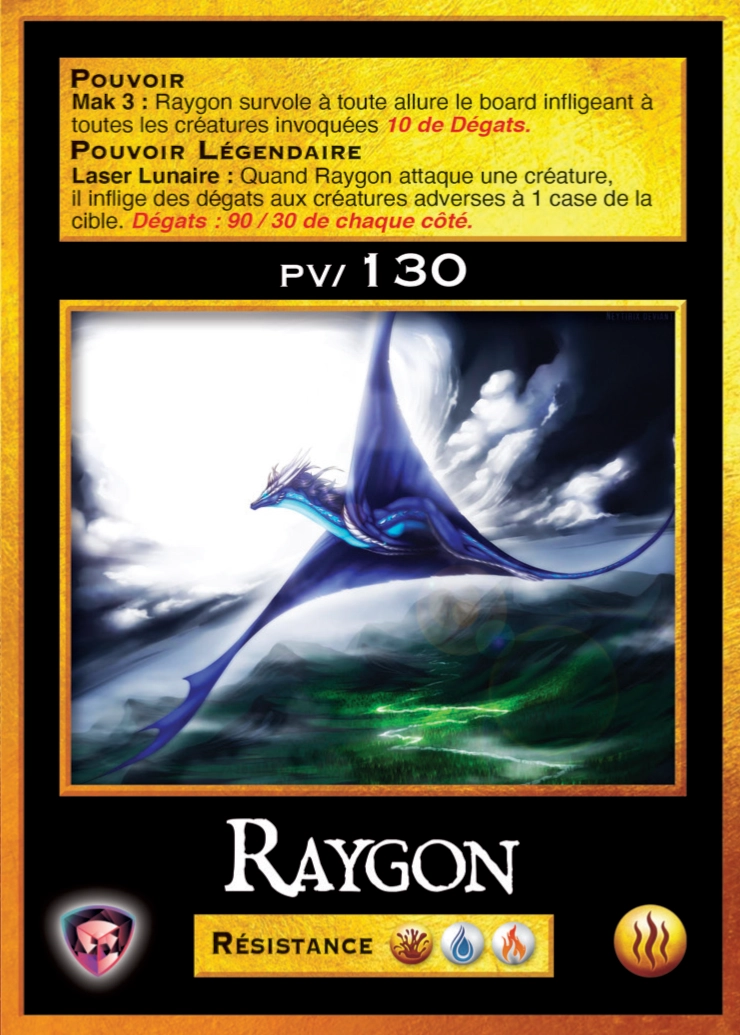 POUVOIR
Mak 3 : Raygon survole à toute allure le board infligeant à
toutes les créatures invoquées 10 de Dégats.
POUVOIR LÉGENDAIRE
Laser Lunaire : Quand Raygon attaque une créature,
il inflige des dégats aux créatures adverses à 1 case de la
cible. Dégats : 90 / 30 de chaque côté.
PV/ 130
RAYGON
RÉSISTANCE